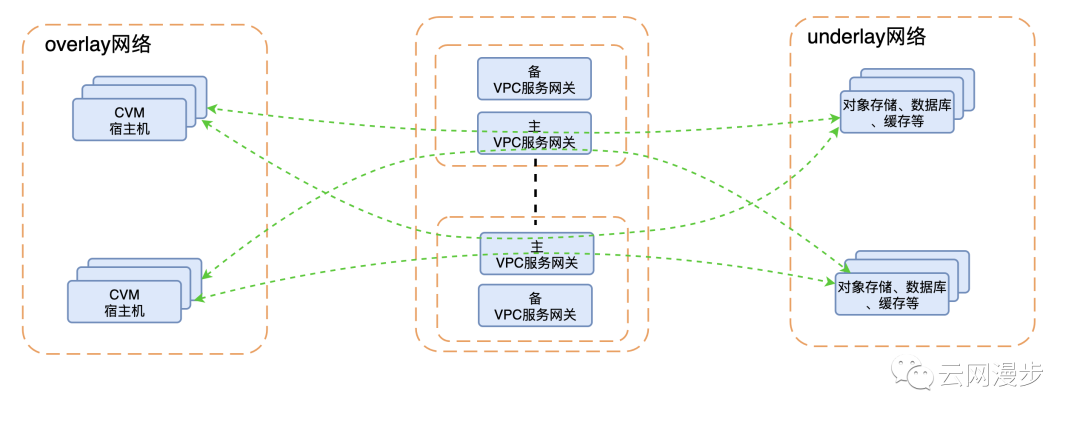 overlay网络
CVM
宿主机
CVM
宿主机
备
VPC服务网关
主
VPC服务网关
主
VPC服务网关
备
VPC服务网关
underlay网络
对象存储、数据库
、缓存等
对象存储、数据库
、缓存等
云网漫步